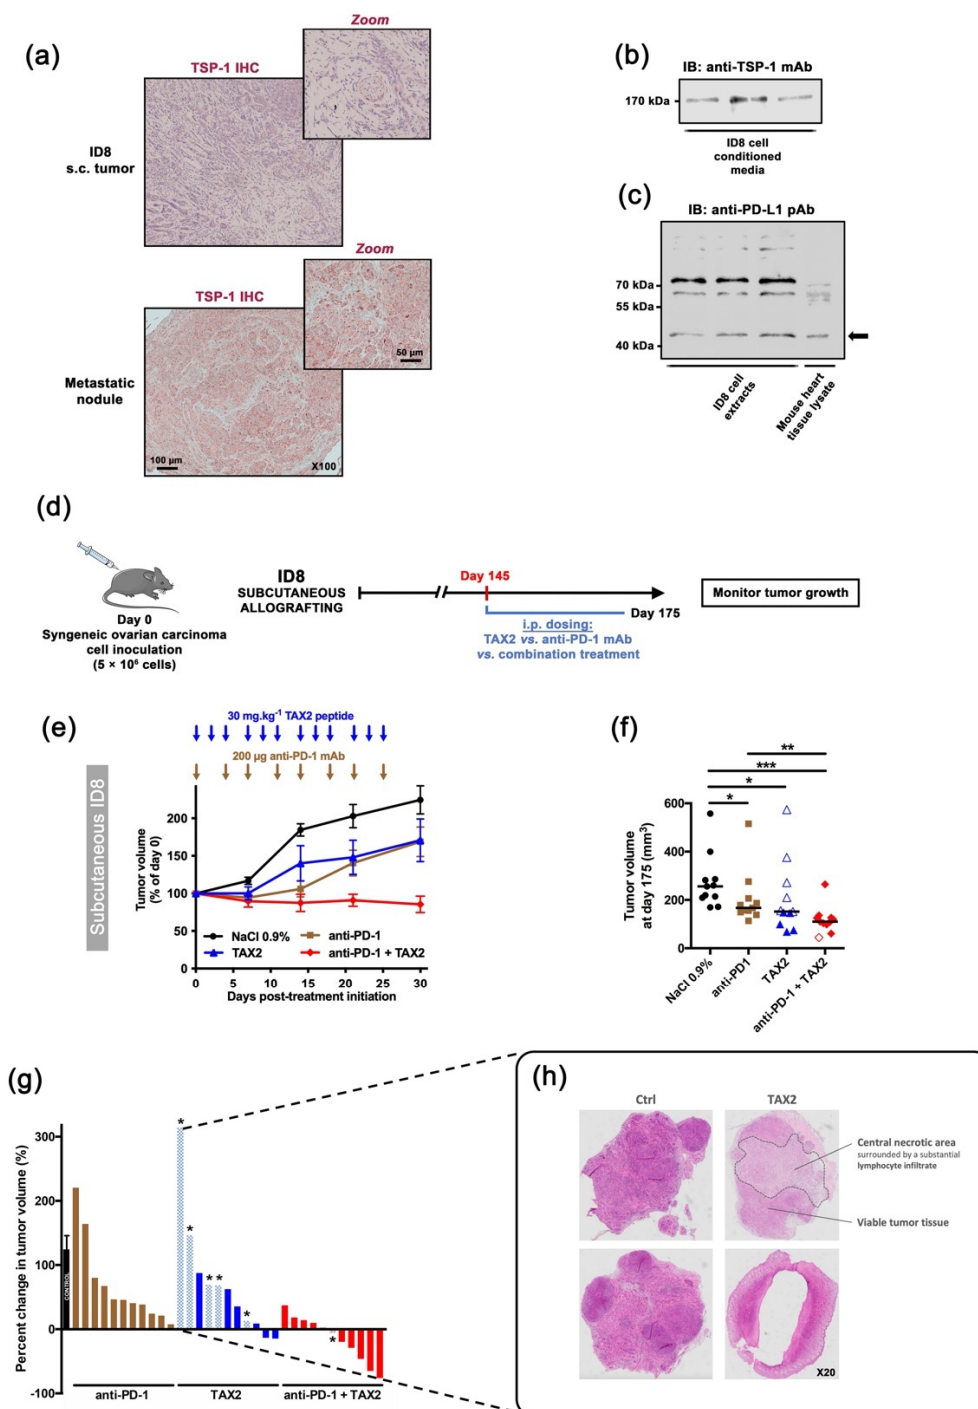 (a)
TSP-1 IHC
Zoom
ID8
s.c. tumor
TSP-1 IHC
Zoom
50 µm
Metastatic
nodule
100 µm
X100
(b)
IB: anti-TSP-1 mAb
170 kDa
ID8 cell
conditioned
media
(c)
IB: anti-PD-L1 pAb
70 kDa
55 kDa
40 kDa
ID8 cell
extracts
Mouse heart
tissue lysate
(d)
Day 0
Syngeneic ovarian carcinoma
cell inoculation
(5 × 10⁶ cells)
ID8
SUBCUTANEOUS
ALLOGRAFTING
Day 145
Day 175
i.p. dosing:
TAX2 vs. anti-PD-1 mAb
vs. combination treatment
Monitor tumor growth
(e)
Subcutaneous ID8
30 mg.kg⁻¹ TAX2 peptide
200 µg anti-PD-1 mAb
Tumor volume
(% of day 0)
200
150
100
50
0
NaCl 0.9%
anti-PD-1
TAX2
anti-PD-1 + TAX2
0 5 10 15 20 25 30
Days post-treatment initiation
(f)
**
***
*
*
Tumor volume
at day 175 (mm³)
600
400
200
0
NaCl 0.9%
anti-PD1
TAX2
anti-PD-1 + TAX2
(g)
Percent change in tumor volume (%)
300
200
100
0
-100
CONTROL
*
*
* *
*
*
anti-PD-1
TAX2
anti-PD-1 + TAX2
(h)
Ctrl
TAX2
Central necrotic area
surrounded by a substantial
lymphocyte infiltrate
Viable tumor tissue
X20